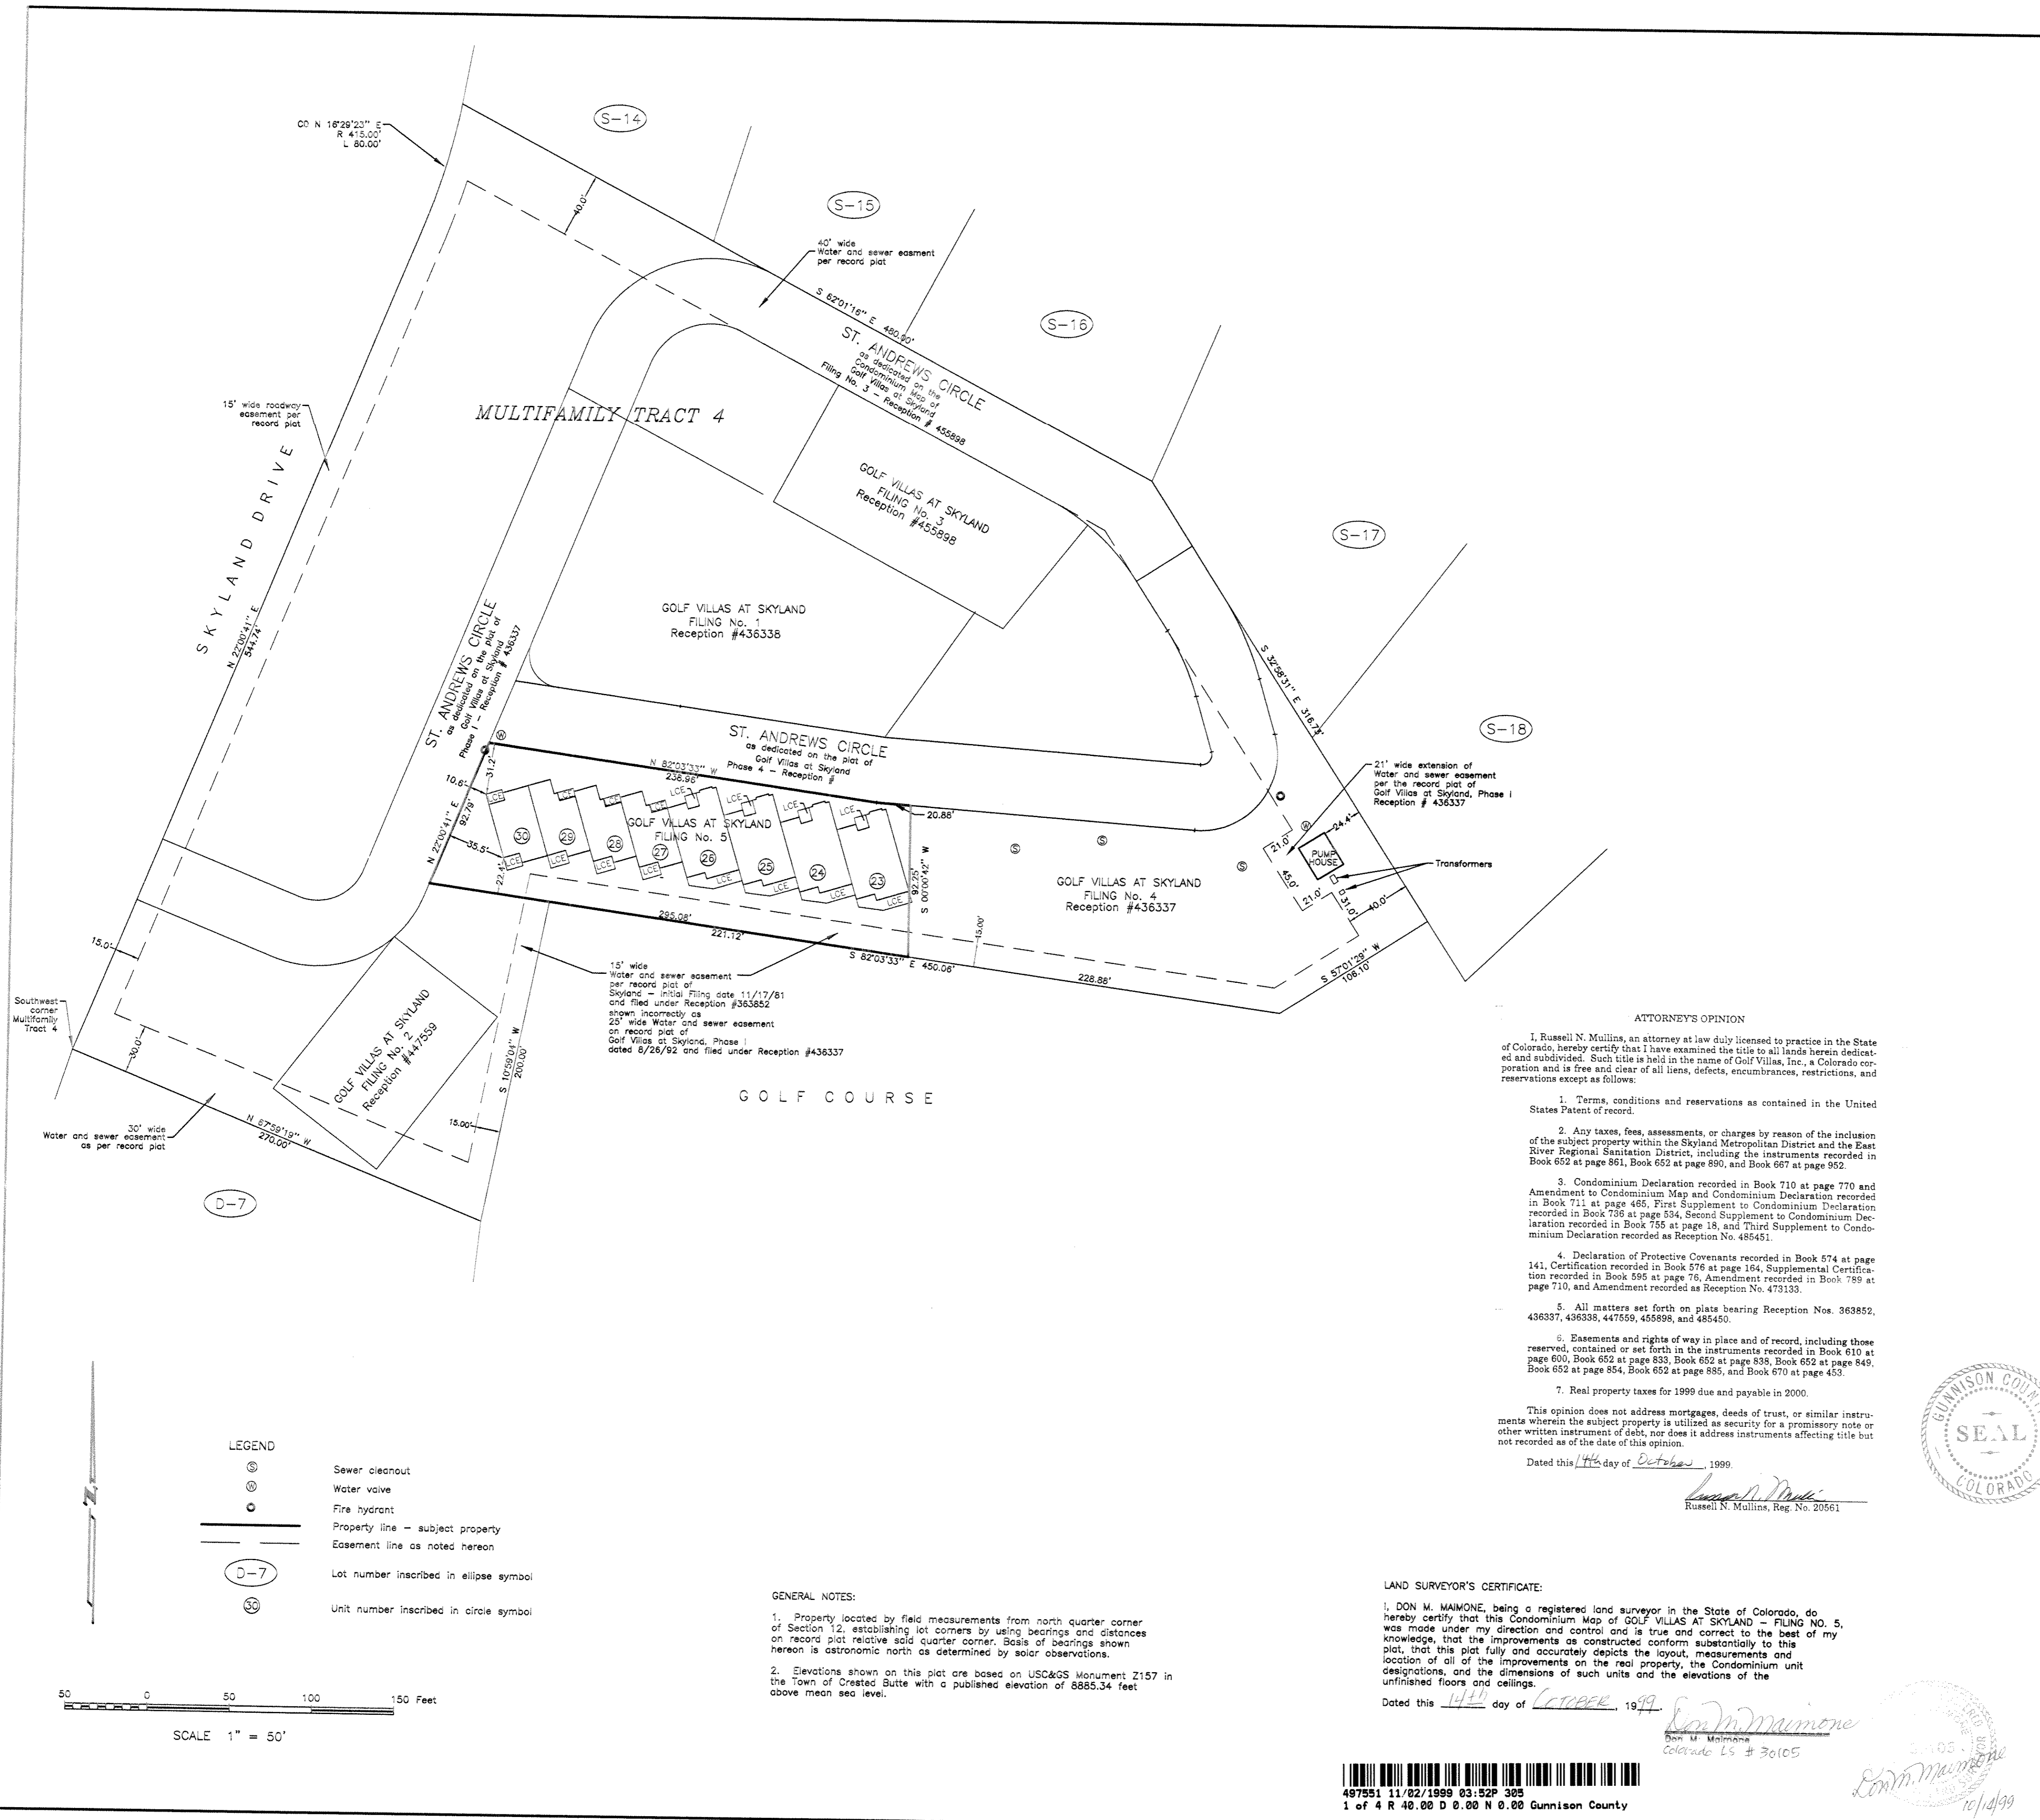 CD N 16°29'23" E
R 415.00'
L 80.00'
S-14
S-15
S-16
S-17
S-18
40.0'
40' wide
Water and sewer easment
per record plat
S 62°01'16" E 480.00'
ST. ANDREWS CIRCLE
as dedicated on the
Condominium Map of
Golf Villas at Skyland
Filing No. 3 - Reception # 455898
15' wide roadway
easement per
record plat
MULTIFAMILY TRACT 4
SKYLAND DRIVE
N 22°00'41" E
544.74'
GOLF VILLAS AT SKYLAND
FILING No. 3
Reception #455898
GOLF VILLAS AT SKYLAND
FILING No. 1
Reception #436338
ST. ANDREWS CIRCLE
as dedicated on the plat of
Golf Villas at Skyland
Phase I - Reception # 436337
S 32°58'31" E 316.73'
ST. ANDREWS CIRCLE
as dedicated on the plat of
Golf Villas at Skyland
Phase 4 - Reception #
N 82°03'33" W
238.96'
W
31.2'
10.6'
N 22°00'41" E
92.79'
35.5'
22.4'
LCE
LCE
LCE
LCE
LCE
LCE
LCE
LCE
GOLF VILLAS AT SKYLAND
FILING No. 5
30
29
28
27
26
25
24
23
LCE
LCE
LCE
LCE
LCE
LCE
LCE
20.88'
S 00°00'42" W
92.25'
21' wide extension of
Water and sewer easement
per the record plat of
Golf Villas at Skyland, Phase I
Reception # 436337
S
S
S
W
24.4'
21.0'
PUMP
HOUSE
Transformers
45.0'
21.0'
31.0'
40.0'
GOLF VILLAS AT SKYLAND
FILING No. 4
Reception #436337
295.08'
221.12'
S 82°03'33" E 450.06'
15.00'
228.88'
S 57°01'29" W
106.10'
15.0'
Southwest
corner
Multifamily
Tract 4
30.0'
GOLF VILLAS AT SKYLAND
FILING No. 2
Reception #447559
S 10°59'04" W
200.00'
15.00'
15' wide
Water and sewer easement
per record plat of
Skyland - Initial Filing date 11/17/81
and filed under Reception #363852
shown incorrectly as
25' wide Water and sewer easement
on record plat of
Golf Villas at Skyland, Phase I
dated 8/26/92 and filed under Reception #436337
GOLF COURSE
30' wide
Water and sewer easement
as per record plat
N 67°59'19" W
270.00'
D-7
ATTORNEY'S OPINION
I, Russell N. Mullins, an attorney at law duly licensed to practice in the State
of Colorado, hereby certify that I have examined the title to all lands herein dedicat-
ed and subdivided. Such title is held in the name of Golf Villas, Inc., a Colorado cor-
poration and is free and clear of all liens, defects, encumbrances, restrictions, and
reservations except as follows:
1. Terms, conditions and reservations as contained in the United
States Patent of record.
2. Any taxes, fees, assessments, or charges by reason of the inclusion
of the subject property within the Skyland Metropolitan District and the East
River Regional Sanitation District, including the instruments recorded in
Book 652 at page 861, Book 652 at page 890, and Book 667 at page 952.
3. Condominium Declaration recorded in Book 710 at page 770 and
Amendment to Condominium Map and Condominium Declaration recorded
in Book 711 at page 465, First Supplement to Condominium Declaration
recorded in Book 736 at page 534, Second Supplement to Condominium Dec-
laration recorded in Book 755 at page 18, and Third Supplement to Condo-
minium Declaration recorded as Reception No. 485451.
4. Declaration of Protective Covenants recorded in Book 574 at page
141, Certification recorded in Book 576 at page 164, Supplemental Certifica-
tion recorded in Book 595 at page 76, Amendment recorded in Book 789 at
page 710, and Amendment recorded as Reception No. 473133.
5. All matters set forth on plats bearing Reception Nos. 363852,
436337, 436338, 447559, 455898, and 485450.
6. Easements and rights of way in place and of record, including those
reserved, contained or set forth in the instruments recorded in Book 610 at
page 600, Book 652 at page 833, Book 652 at page 838, Book 652 at page 849,
Book 652 at page 854, Book 652 at page 885, and Book 670 at page 453.
7. Real property taxes for 1999 due and payable in 2000.
This opinion does not address mortgages, deeds of trust, or similar instru-
ments wherein the subject property is utilized as security for a promissory note or
other written instrument of debt, nor does it address instruments affecting title but
not recorded as of the date of this opinion.
Dated this 14th day of October, 1999.
Russell N. Mullins, Reg. No. 20561
GUNNISON COUN
SEAL
COLORADO
N
LEGEND
S Sewer cleanout
W Water valve
Fire hydrant
Property line - subject property
Easement line as noted hereon
D-7 Lot number inscribed in ellipse symbol
30 Unit number inscribed in circle symbol
50 0 50 100 150 Feet
SCALE 1" = 50'
GENERAL NOTES:
1. Property located by field measurements from north quarter corner
of Section 12, establishing lot corners by using bearings and distances
on record plat relative said quarter corner. Basis of bearings shown
hereon is astronomic north as determined by solar observations.
2. Elevations shown on this plat are based on USC&GS Monument Z157 in
the Town of Crested Butte with a published elevation of 8885.34 feet
above mean sea level.
LAND SURVEYOR'S CERTIFICATE:
I, DON M. MAIMONE, being a registered land surveyor in the State of Colorado, do
hereby certify that this Condominium Map of GOLF VILLAS AT SKYLAND - FILING NO. 5,
was made under my direction and control and is true and correct to the best of my
knowledge, that the improvements as constructed conform substantially to this
plat, that this plat fully and accurately depicts the layout, measurements and
location of all of the improvements on the real property, the Condominium unit
designations, and the dimensions of such units and the elevations of the
unfinished floors and ceilings.
Dated this 14th day of OCTOBER, 1999.
Don M. Maimone
Don M. Maimone
Colorado LS # 30105
Don M. Maimone
10/14/99
497551 11/02/1999 03:52P 305
1 of 4 R 40.00 D 0.00 N 0.00 Gunnison County